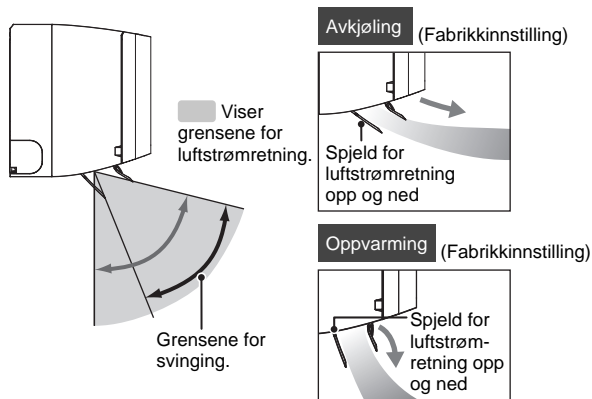 Viser
grensene for
luftstrømretning.
Grensene for
svinging.
Avkjøling (Fabrikkinnstilling)
Spjeld for
luftstrømretning
opp og ned
Oppvarming (Fabrikkinnstilling)
Spjeld for
luftstrøm-
retning opp
og ned